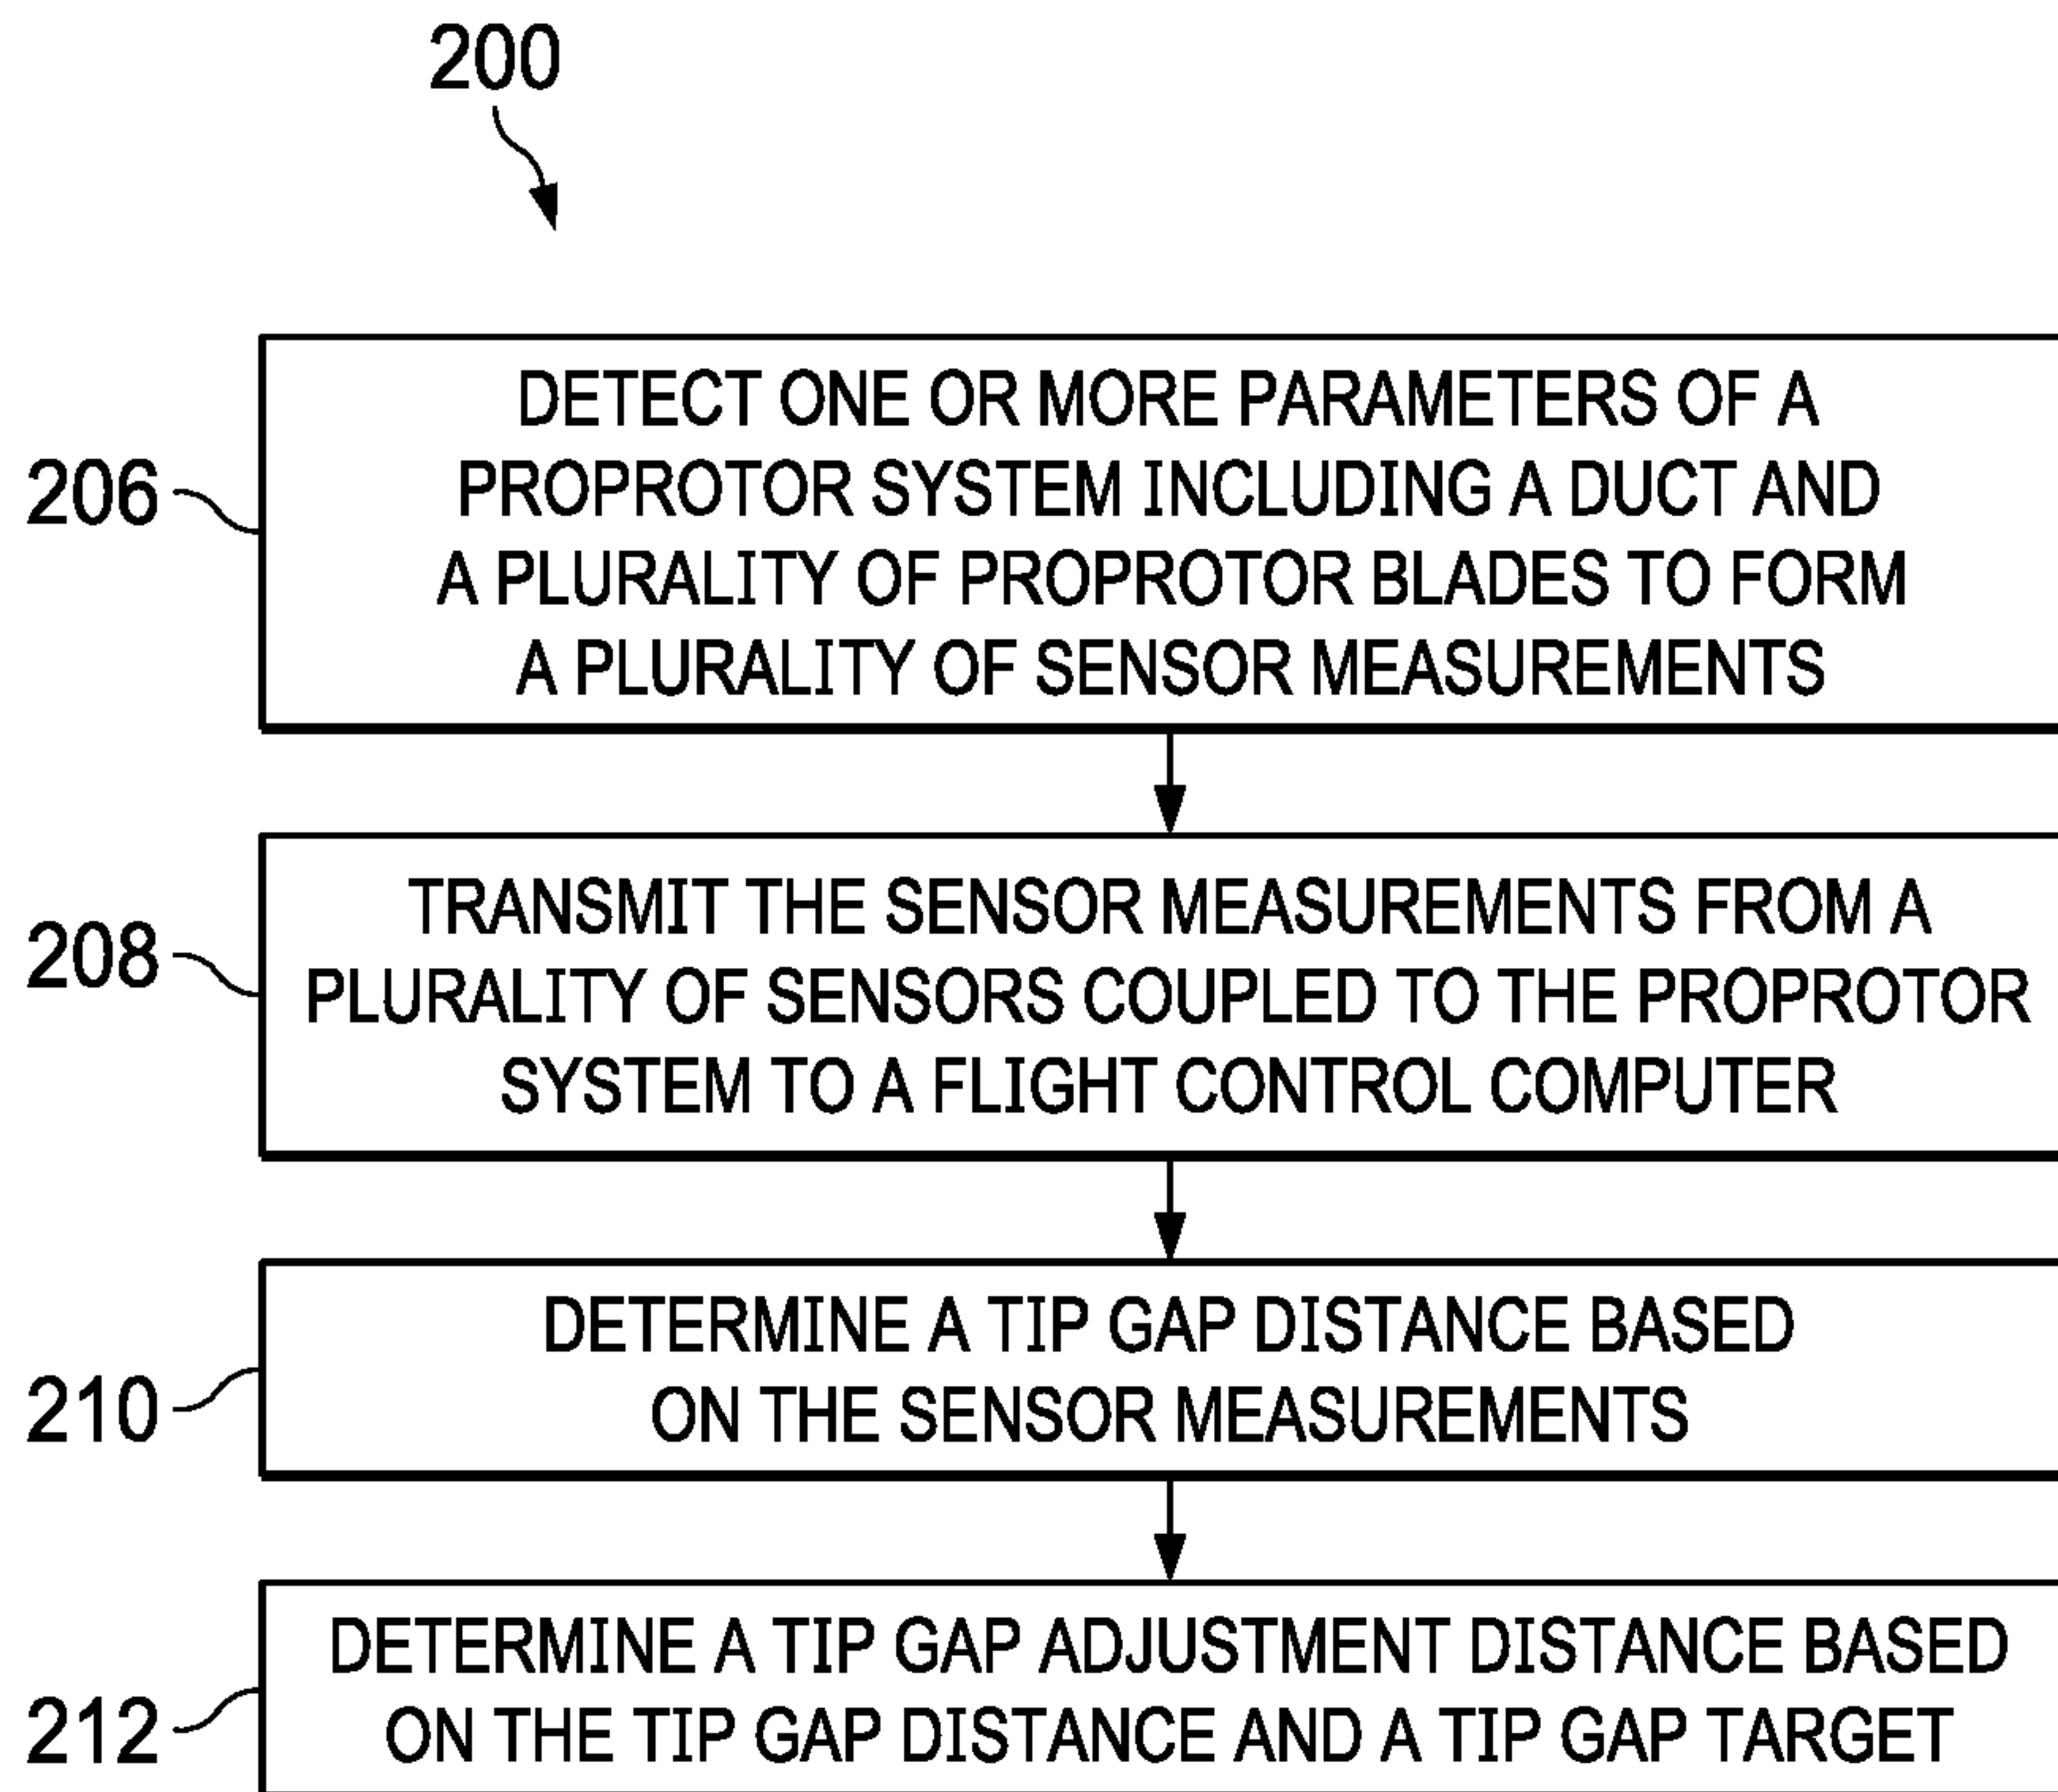 200
206
DETECT ONE OR MORE PARAMETERS OF A
PROPROTOR SYSTEM INCLUDING A DUCT AND
A PLURALITY OF PROPROTOR BLADES TO FORM
A PLURALITY OF SENSOR MEASUREMENTS
208
TRANSMIT THE SENSOR MEASUREMENTS FROM A
PLURALITY OF SENSORS COUPLED TO THE PROPROTOR
SYSTEM TO A FLIGHT CONTROL COMPUTER
210
DETERMINE A TIP GAP DISTANCE BASED
ON THE SENSOR MEASUREMENTS
212
DETERMINE A TIP GAP ADJUSTMENT DISTANCE BASED
ON THE TIP GAP DISTANCE AND A TIP GAP TARGET